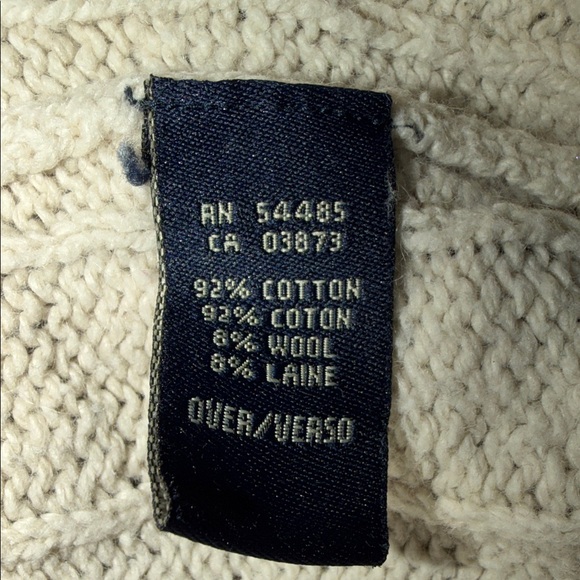 RN 54485
CA 03873
92% COTTON
92% COTON
8% WOOL
8% LAINE
OVER/VERSO